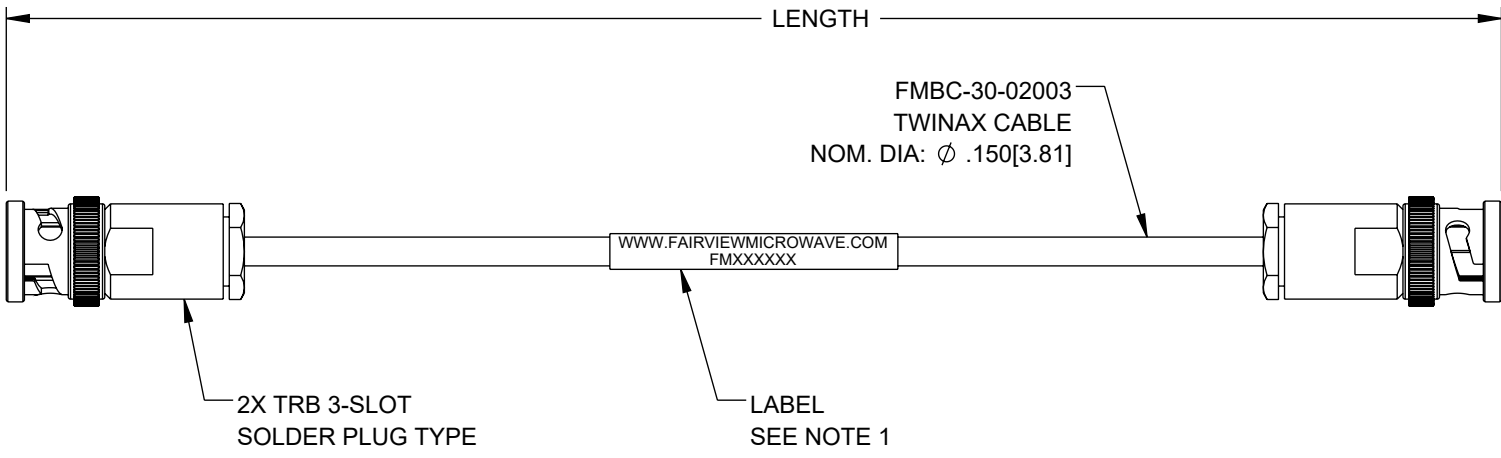 LENGTH
FMBC-30-02003
TWINAX CABLE
NOM. DIA: ∅ .150[3.81]
WWW.FAIRVIEWMICROWAVE.COM
FMXXXXXX
2X TRB 3-SLOT
SOLDER PLUG TYPE
LABEL
SEE NOTE 1